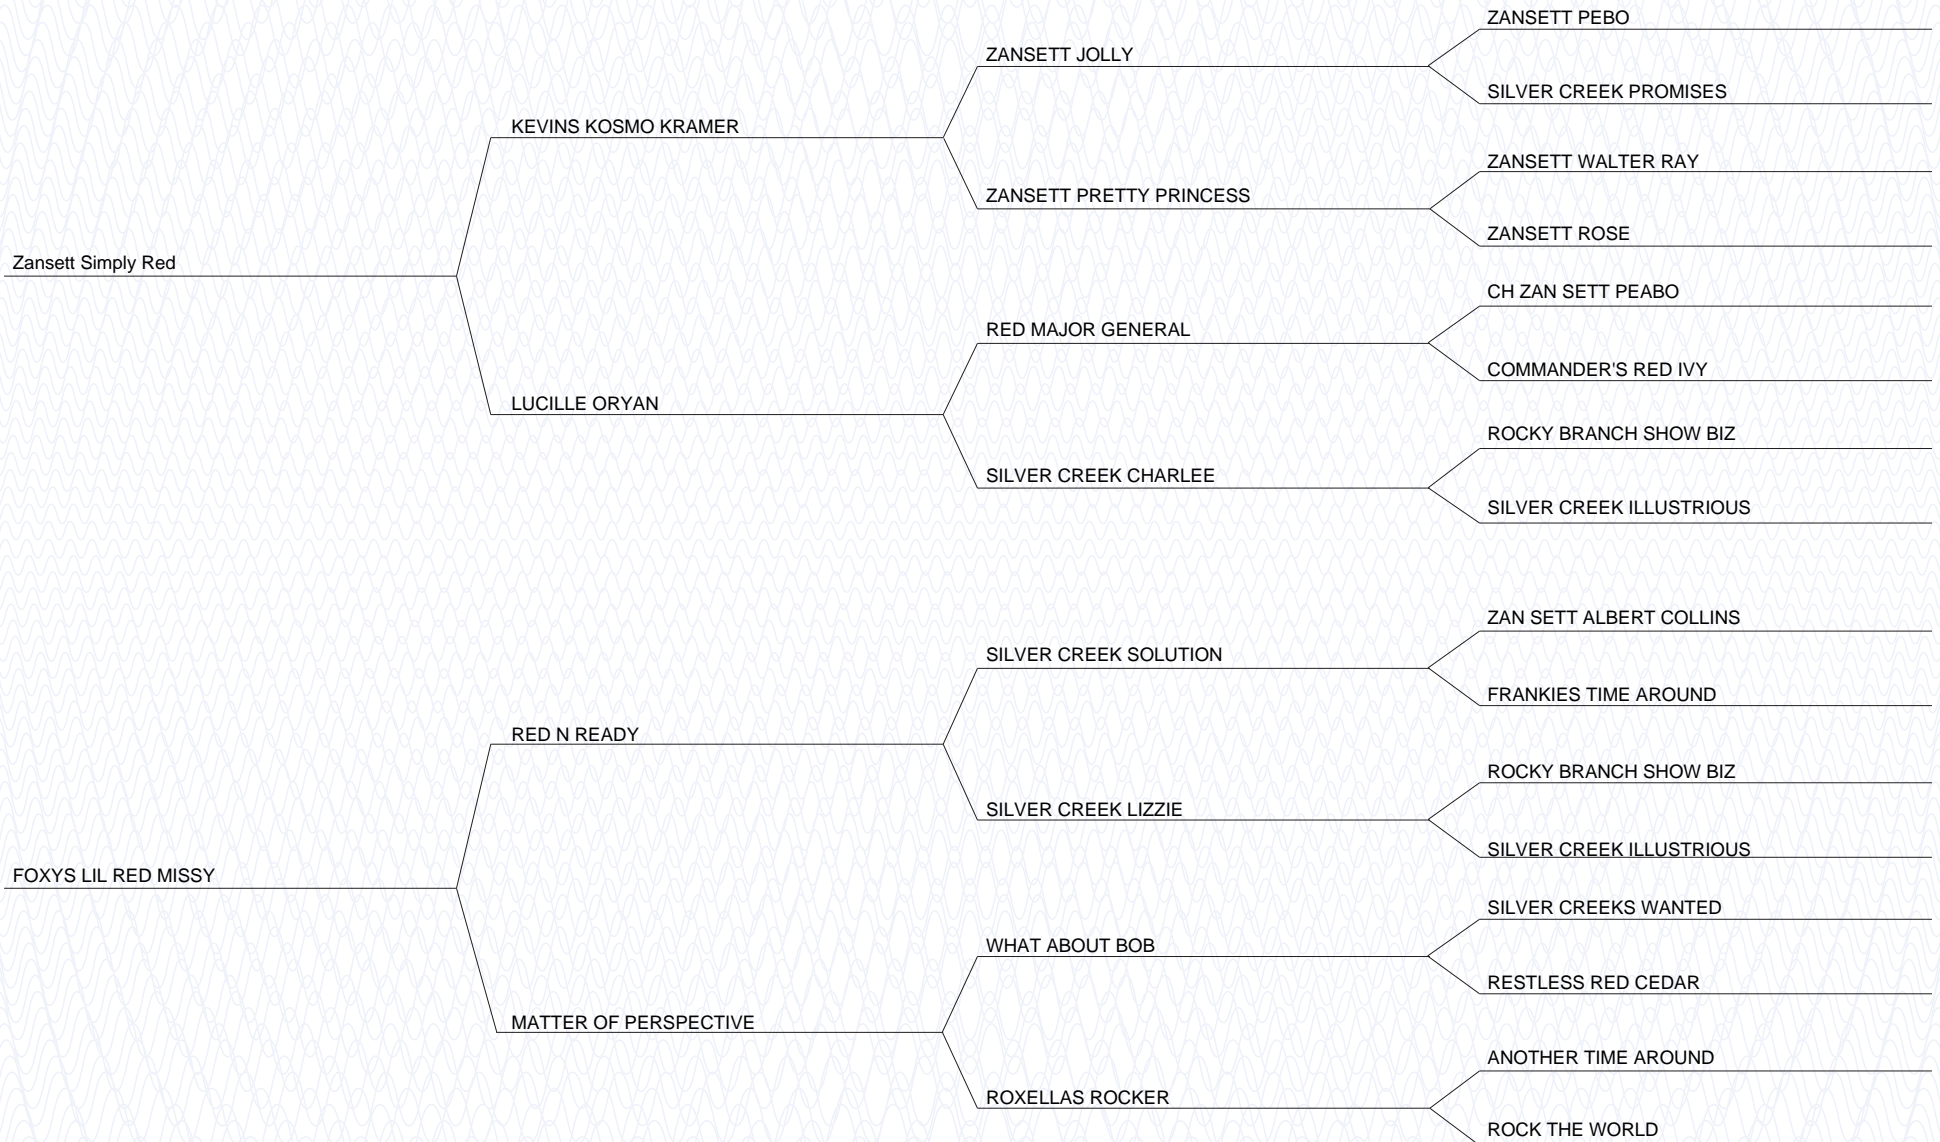 ZANSETT PEBO
ZANSETT JOLLY
SILVER CREEK PROMISES
KEVINS KOSMO KRAMER
ZANSETT WALTER RAY
ZANSETT PRETTY PRINCESS
ZANSETT ROSE
Zansett Simply Red
CH ZAN SETT PEABO
RED MAJOR GENERAL
COMMANDER'S RED IVY
LUCILLE ORYAN
ROCKY BRANCH SHOW BIZ
SILVER CREEK CHARLEE
SILVER CREEK ILLUSTRIOUS
ZAN SETT ALBERT COLLINS
SILVER CREEK SOLUTION
FRANKIES TIME AROUND
RED N READY
ROCKY BRANCH SHOW BIZ
SILVER CREEK LIZZIE
SILVER CREEK ILLUSTRIOUS
FOXYS LIL RED MISSY
SILVER CREEKS WANTED
WHAT ABOUT BOB
RESTLESS RED CEDAR
MATTER OF PERSPECTIVE
ANOTHER TIME AROUND
ROXELLAS ROCKER
ROCK THE WORLD